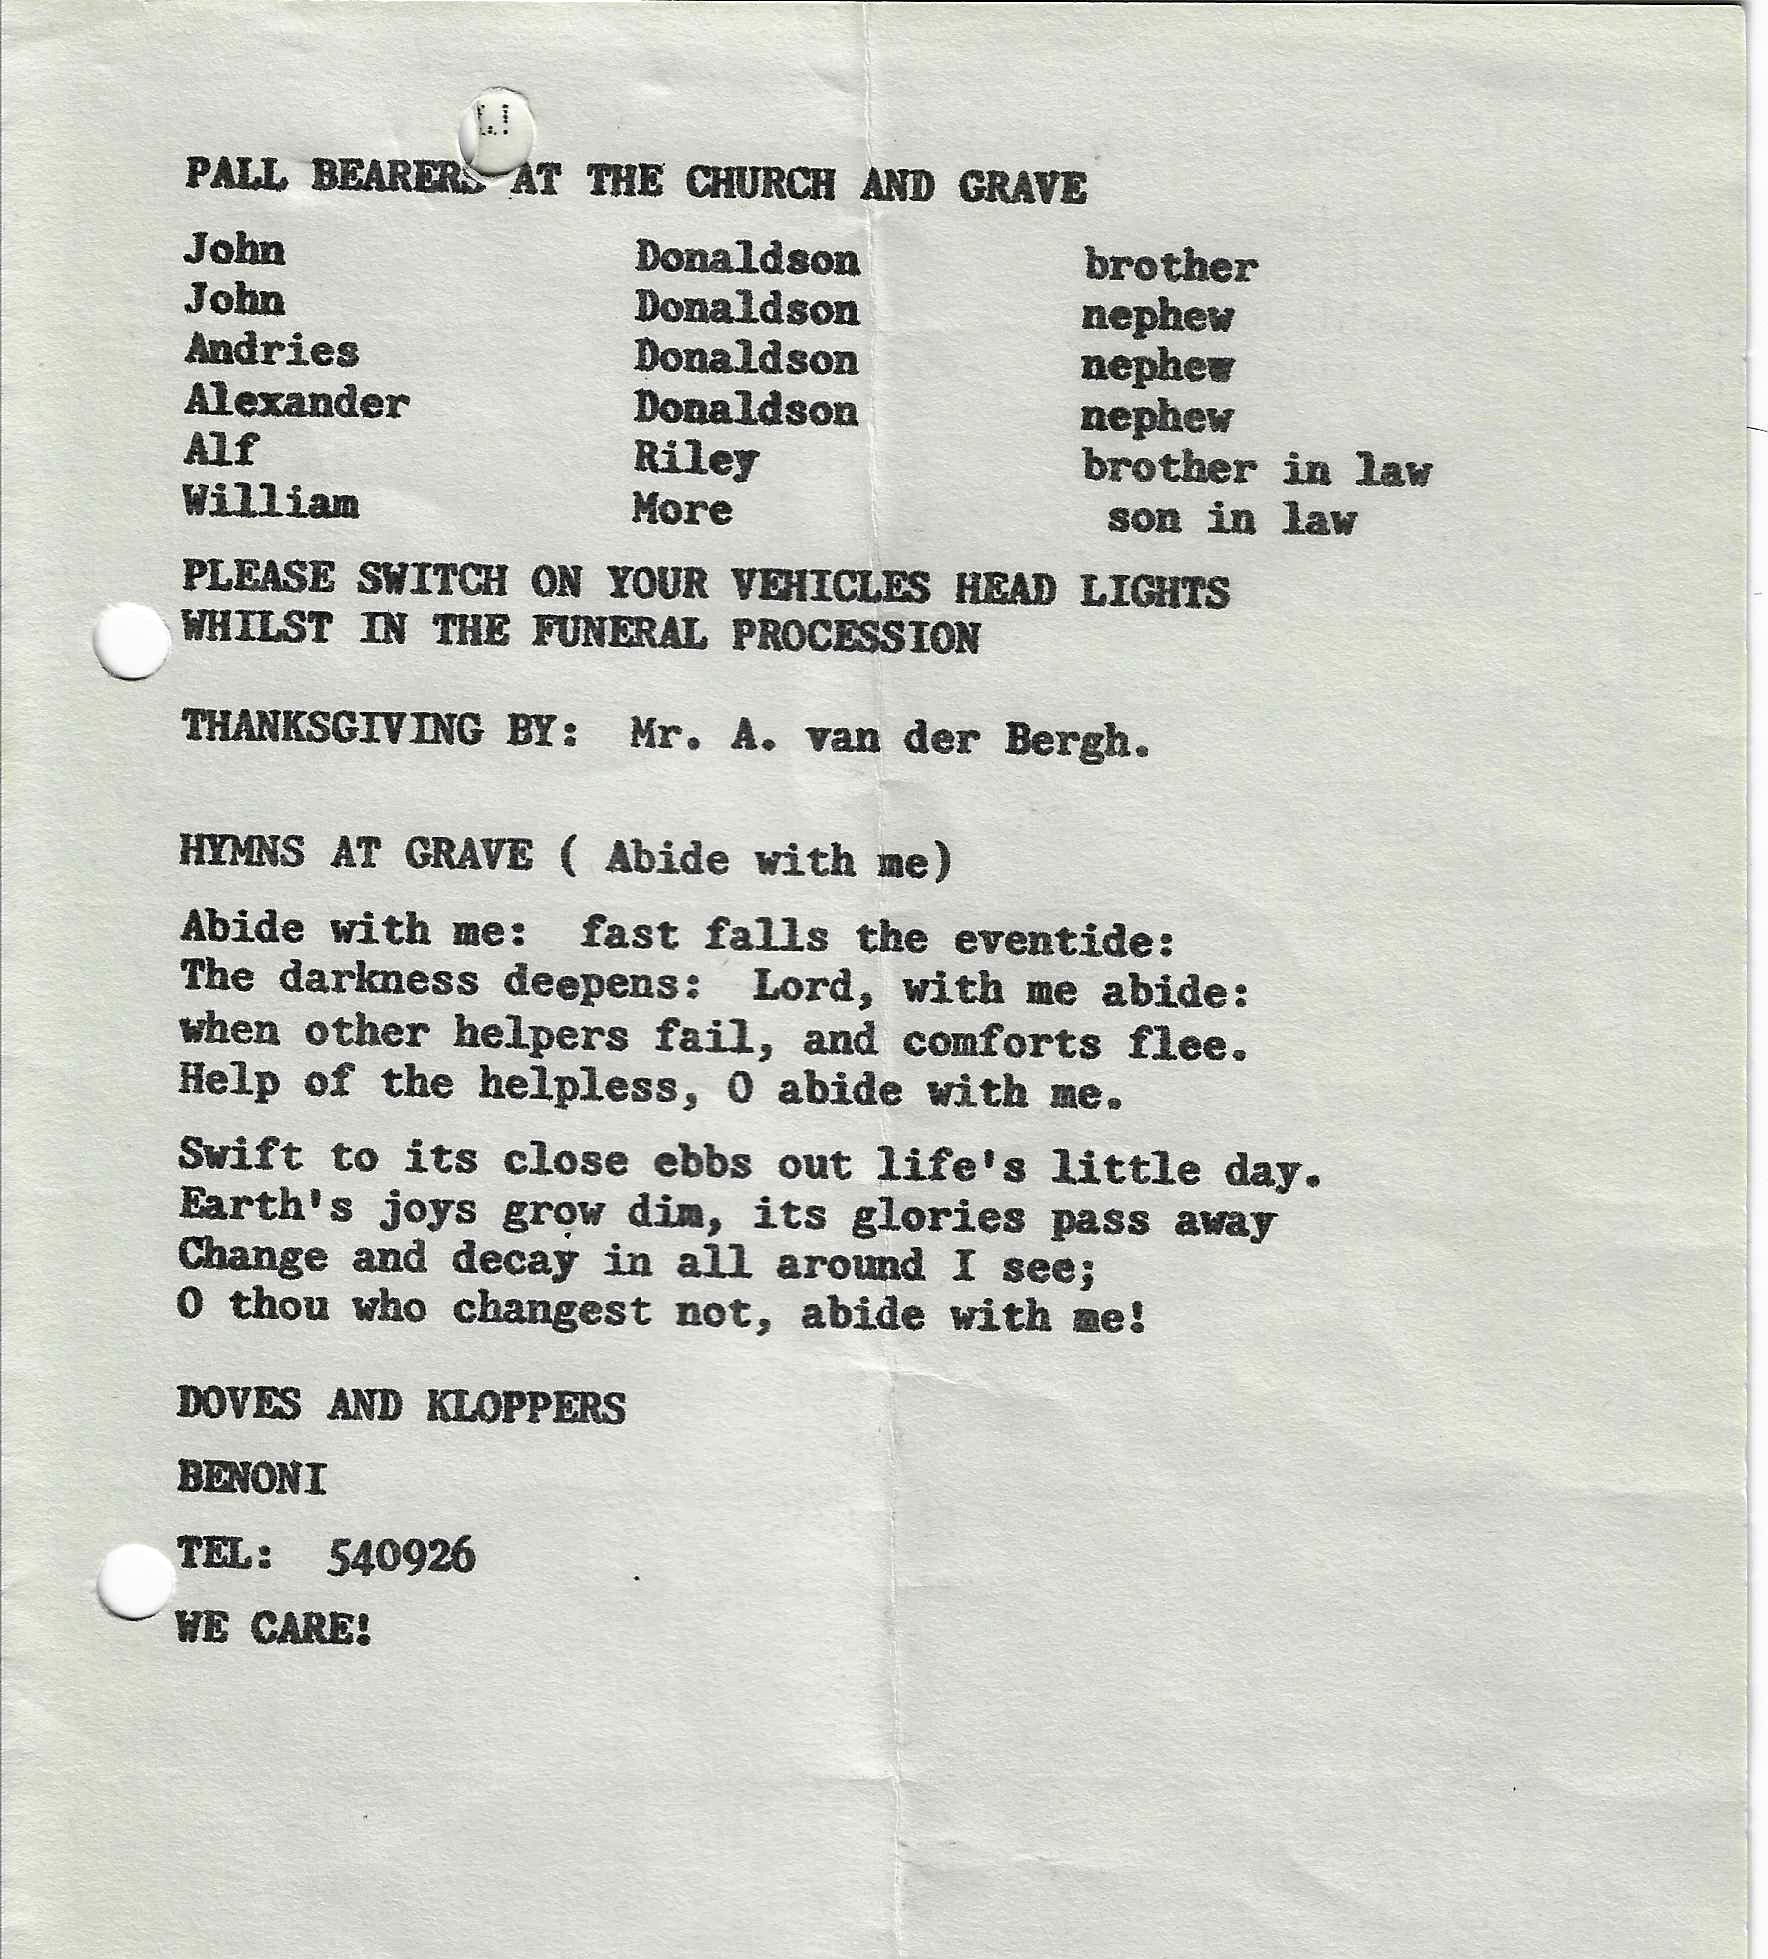 PALL BEARERS AT THE CHURCH AND GRAVE
John Donaldson brother
John Donaldson nephew
Andries Donaldson nephew
Alexander Donaldson nephew
Alf Riley brother in law
William More son in law
PLEASE SWITCH ON YOUR VEHICLES HEAD LIGHTS
WHILST IN THE FUNERAL PROCESSION
THANKSGIVING BY: Mr. A. van der Bergh.
HYMNS AT GRAVE ( Abide with me)
Abide with me: fast falls the eventide:
The darkness deepens: Lord, with me abide:
when other helpers fail, and comforts flee.
Help of the helpless, O abide with me.
Swift to its close ebbs out life's little day.
Earth's joys grow dim, its glories pass away
Change and decay in all around I see;
O thou who changest not, abide with me!
DOVES AND KLOPPERS
BENONI
TEL: 540926
WE CARE!